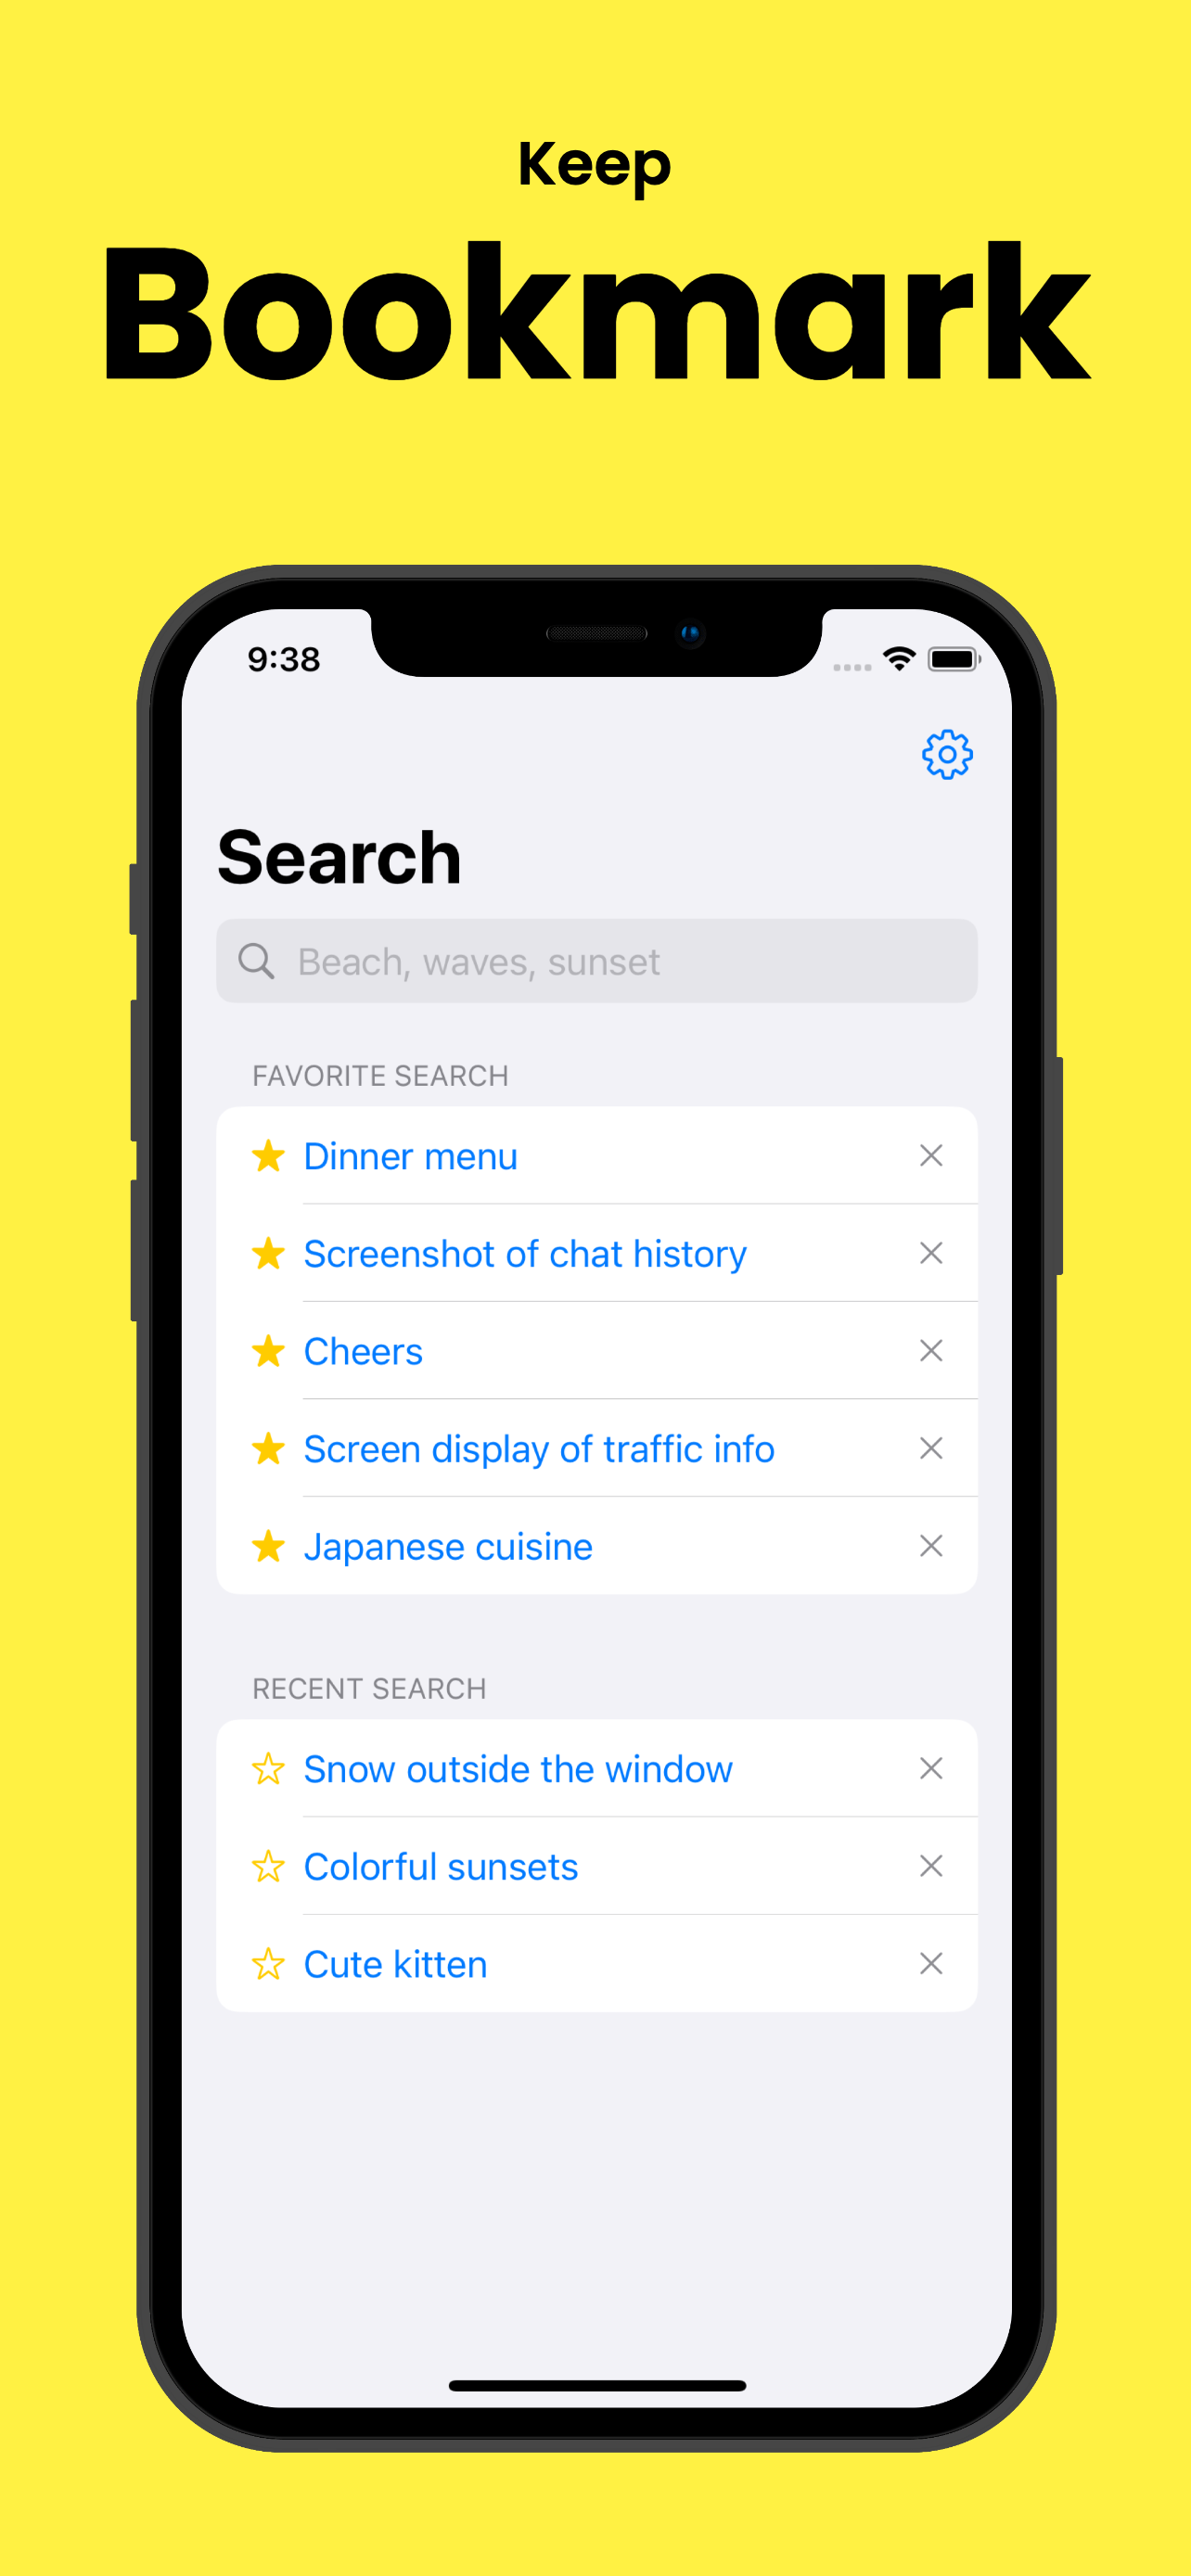 Keep
Bookmark
9:38
Search
Beach, waves, sunset
FAVORITE SEARCH
Dinner menu
Screenshot of chat history
Cheers
Screen display of traffic info
Japanese cuisine
RECENT SEARCH
Snow outside the window
Colorful sunsets
Cute kitten